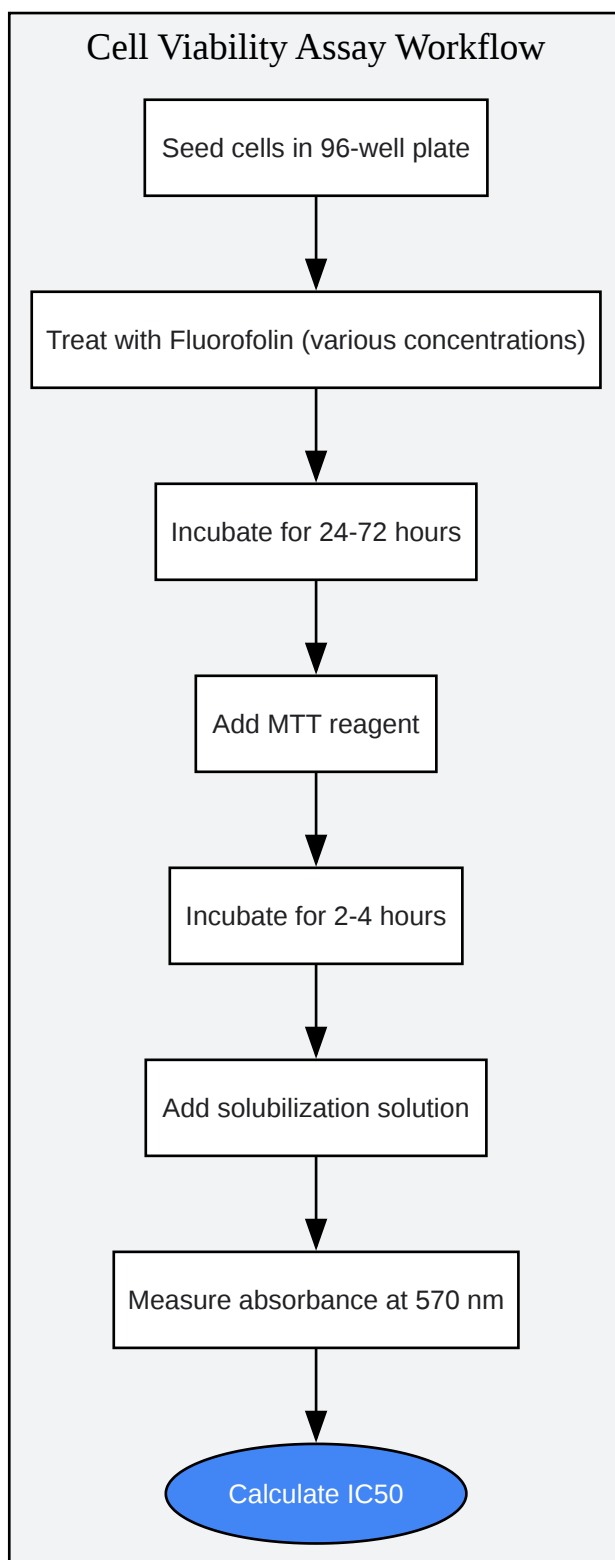 Cell Viability Assay Workflow
Seed cells in 96-well plate
Treat with Fluorofolin (various concentrations)
Incubate for 24-72 hours
Add MTT reagent
Incubate for 2-4 hours
Add solubilization solution
Measure absorbance at 570 nm
Calculate IC50